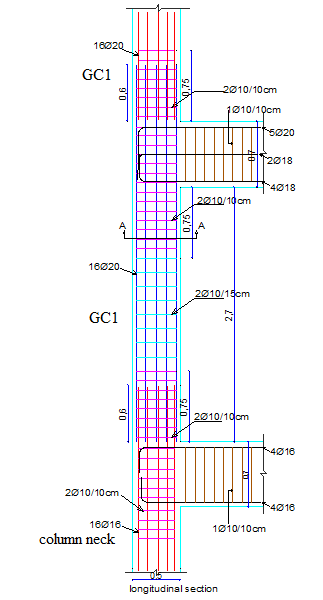 16Ø20
GC1
0,6
0,75
2Ø10/10cm
1Ø10/10cm
5Ø20
0,7
2Ø18
4Ø18
2Ø10/10cm
0,75
A
A
16Ø20
2Ø10/15cm
GC1
2,7
0,6
0,75
2Ø10/10cm
4Ø16
0,7
2Ø10/10cm
4Ø16
16Ø16
1Ø10/10cm
column neck
0,5
longitudinal section